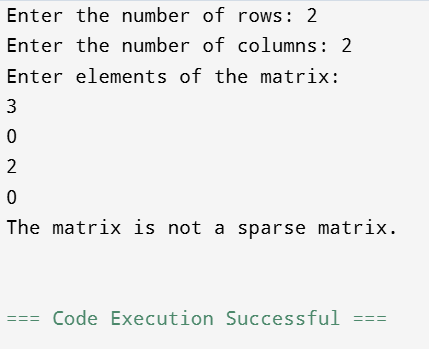 Enter the number of rows: 2
Enter the number of columns: 2
Enter elements of the matrix:
3
0
2
0
The matrix is not a sparse matrix.
=== Code Execution Successful ===